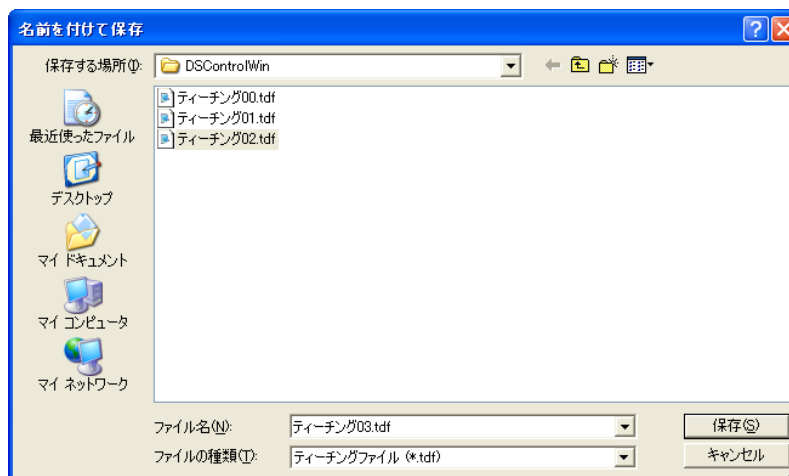 名前を付けて保存
保存する場所(I): DSControlWin
ティーチング00.tdf
ティーチング01.tdf
ティーチング02.tdf
最近使ったファイル
デスクトップ
マイ ドキュメント
マイ コンピュータ
マイ ネットワーク
ファイル名(N): ティーチング03.tdf 保存(S)
ファイルの種類(T): ティーチングファイル (*.tdf) キャンセル